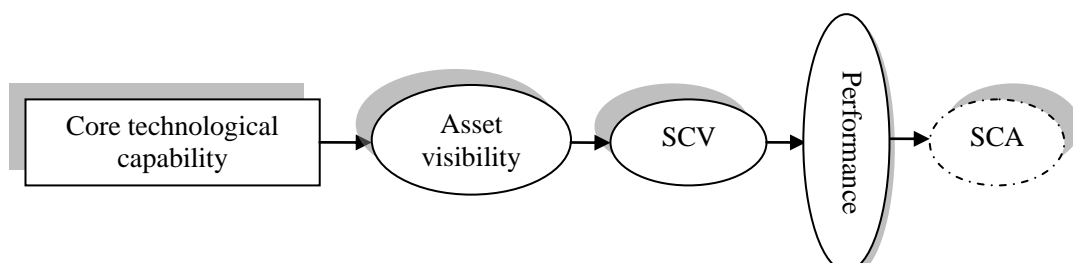 Core technological
capability
Asset
visibility
SCV
Performance
SCA